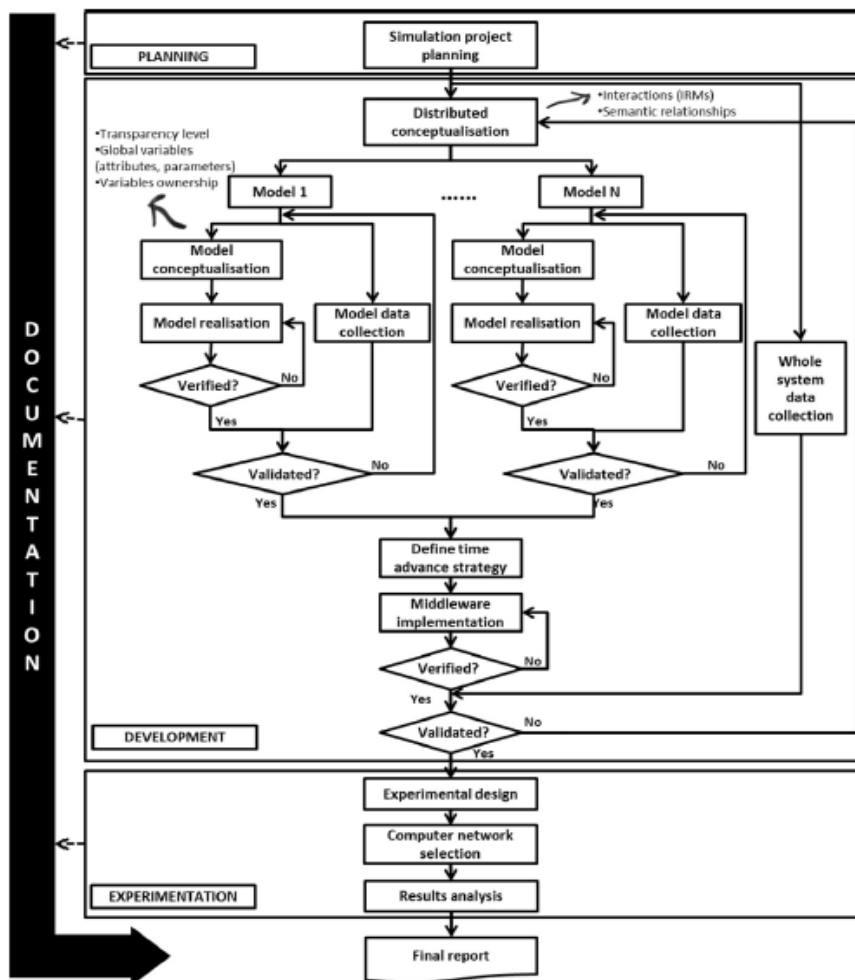 Simulation project
planning
PLANNING
Distributed
conceptualisation
•Interactions (IRMs)
•Semantic relationships
•Transparency level
•Global variables
(attributes, parameters)
•Variables ownership
Model 1
......
Model N
Model
conceptualisation
Model
conceptualisation
Model realisation
Model data
collection
Model realisation
Model data
collection
Whole
system
data
collection
Verified?
No
Yes
Verified?
No
Yes
Validated?
No
Yes
Validated?
No
Yes
Define time
advance strategy
Middleware
implementation
Verified?
No
Yes
Validated?
No
Yes
DEVELOPMENT
Experimental design
Computer network
selection
Results analysis
EXPERIMENTATION
Final report
DOCUMENTATION